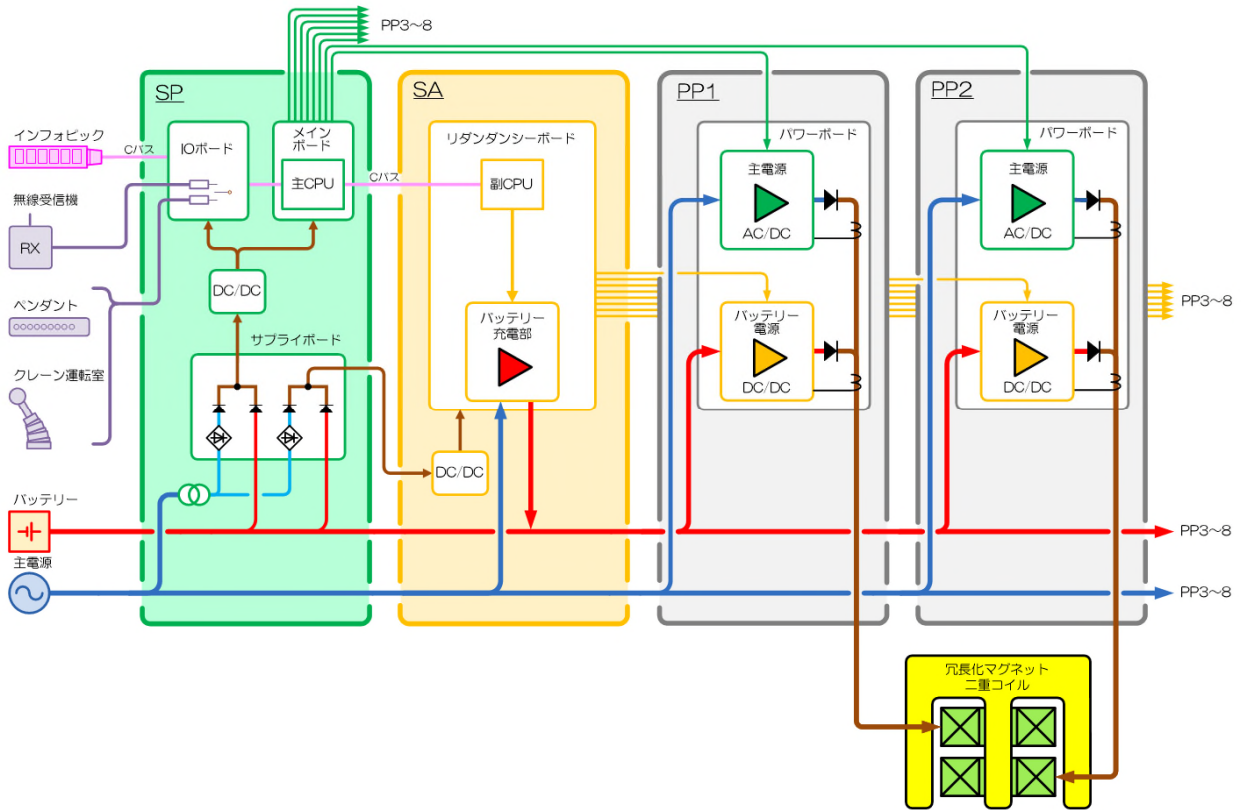 PP3～8
SP
SA
PP1
PP2
インフォビック
Cバス
IOボード
メイン
ボード
主CPU
Cバス
リダンダンシーボード
副CPU
パワーボード
主電源
AC/DC
パワーボード
主電源
AC/DC
無線受信機
RX
DC/DC
ペンダント
サプライボード
バッテリー
充電部
バッテリー
電源
DC/DC
バッテリー
電源
DC/DC
PP3～8
クレーン運転室
DC/DC
バッテリー
PP3～8
主電源
PP3～8
冗長化マグネット
二重コイル